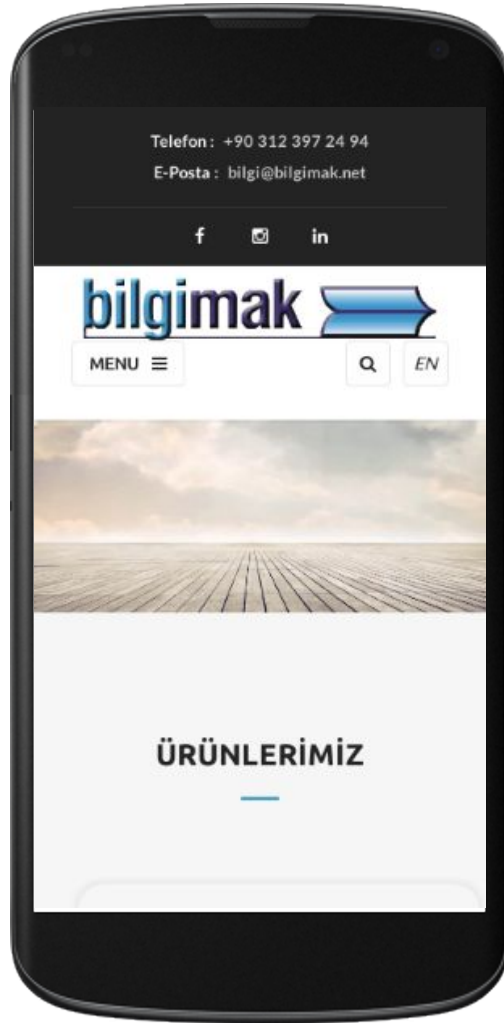 Telefon : +90 312 397 24 94
E-Posta : bilgi@bilgimak.net
f in
bilgimak
MENU EN
ÜRÜNLERİMİZ